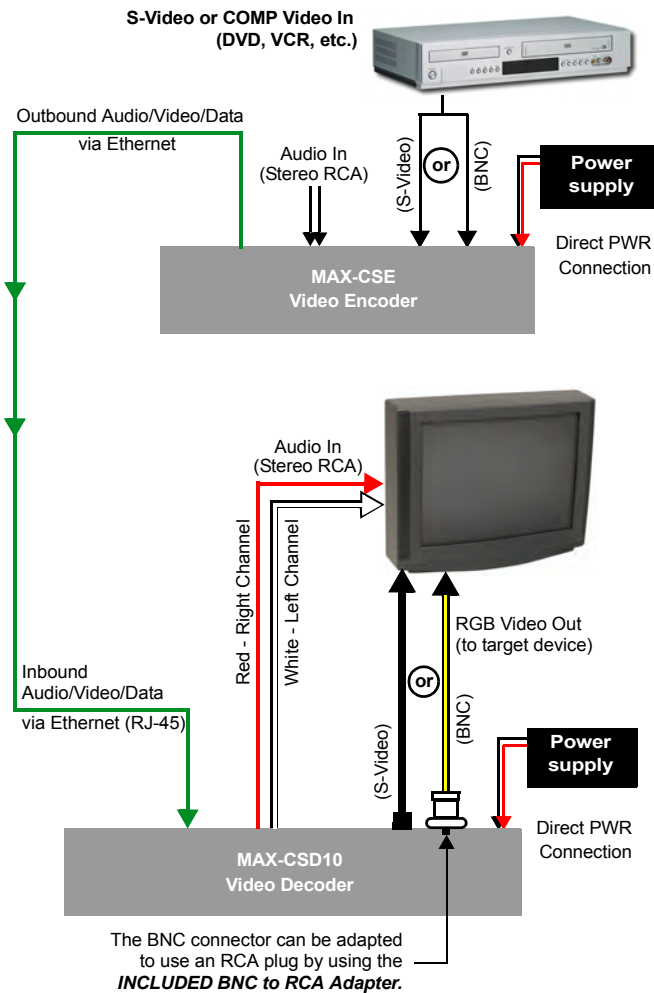 S-Video or COMP Video In
(DVD, VCR, etc.)
Outbound Audio/Video/Data
via Ethernet
Audio In
(Stereo RCA)
(S-Video)
or
(BNC)
Power
supply
Direct PWR
Connection
MAX-CSE
Video Encoder
Audio In
(Stereo RCA)
Red - Right Channel
White - Left Channel
RGB Video Out
(to target device)
(S-Video)
or
(BNC)
Inbound
Audio/Video/Data
via Ethernet (RJ-45)
Power
supply
Direct PWR
Connection
MAX-CSD10
Video Decoder
The BNC connector can be adapted
to use an RCA plug by using the
INCLUDED BNC to RCA Adapter.